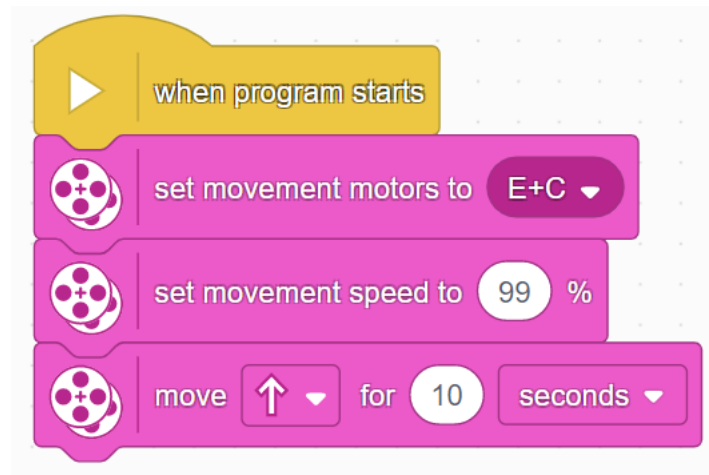 when program starts
set movement motors to E+C
set movement speed to 99 %
move for 10 seconds